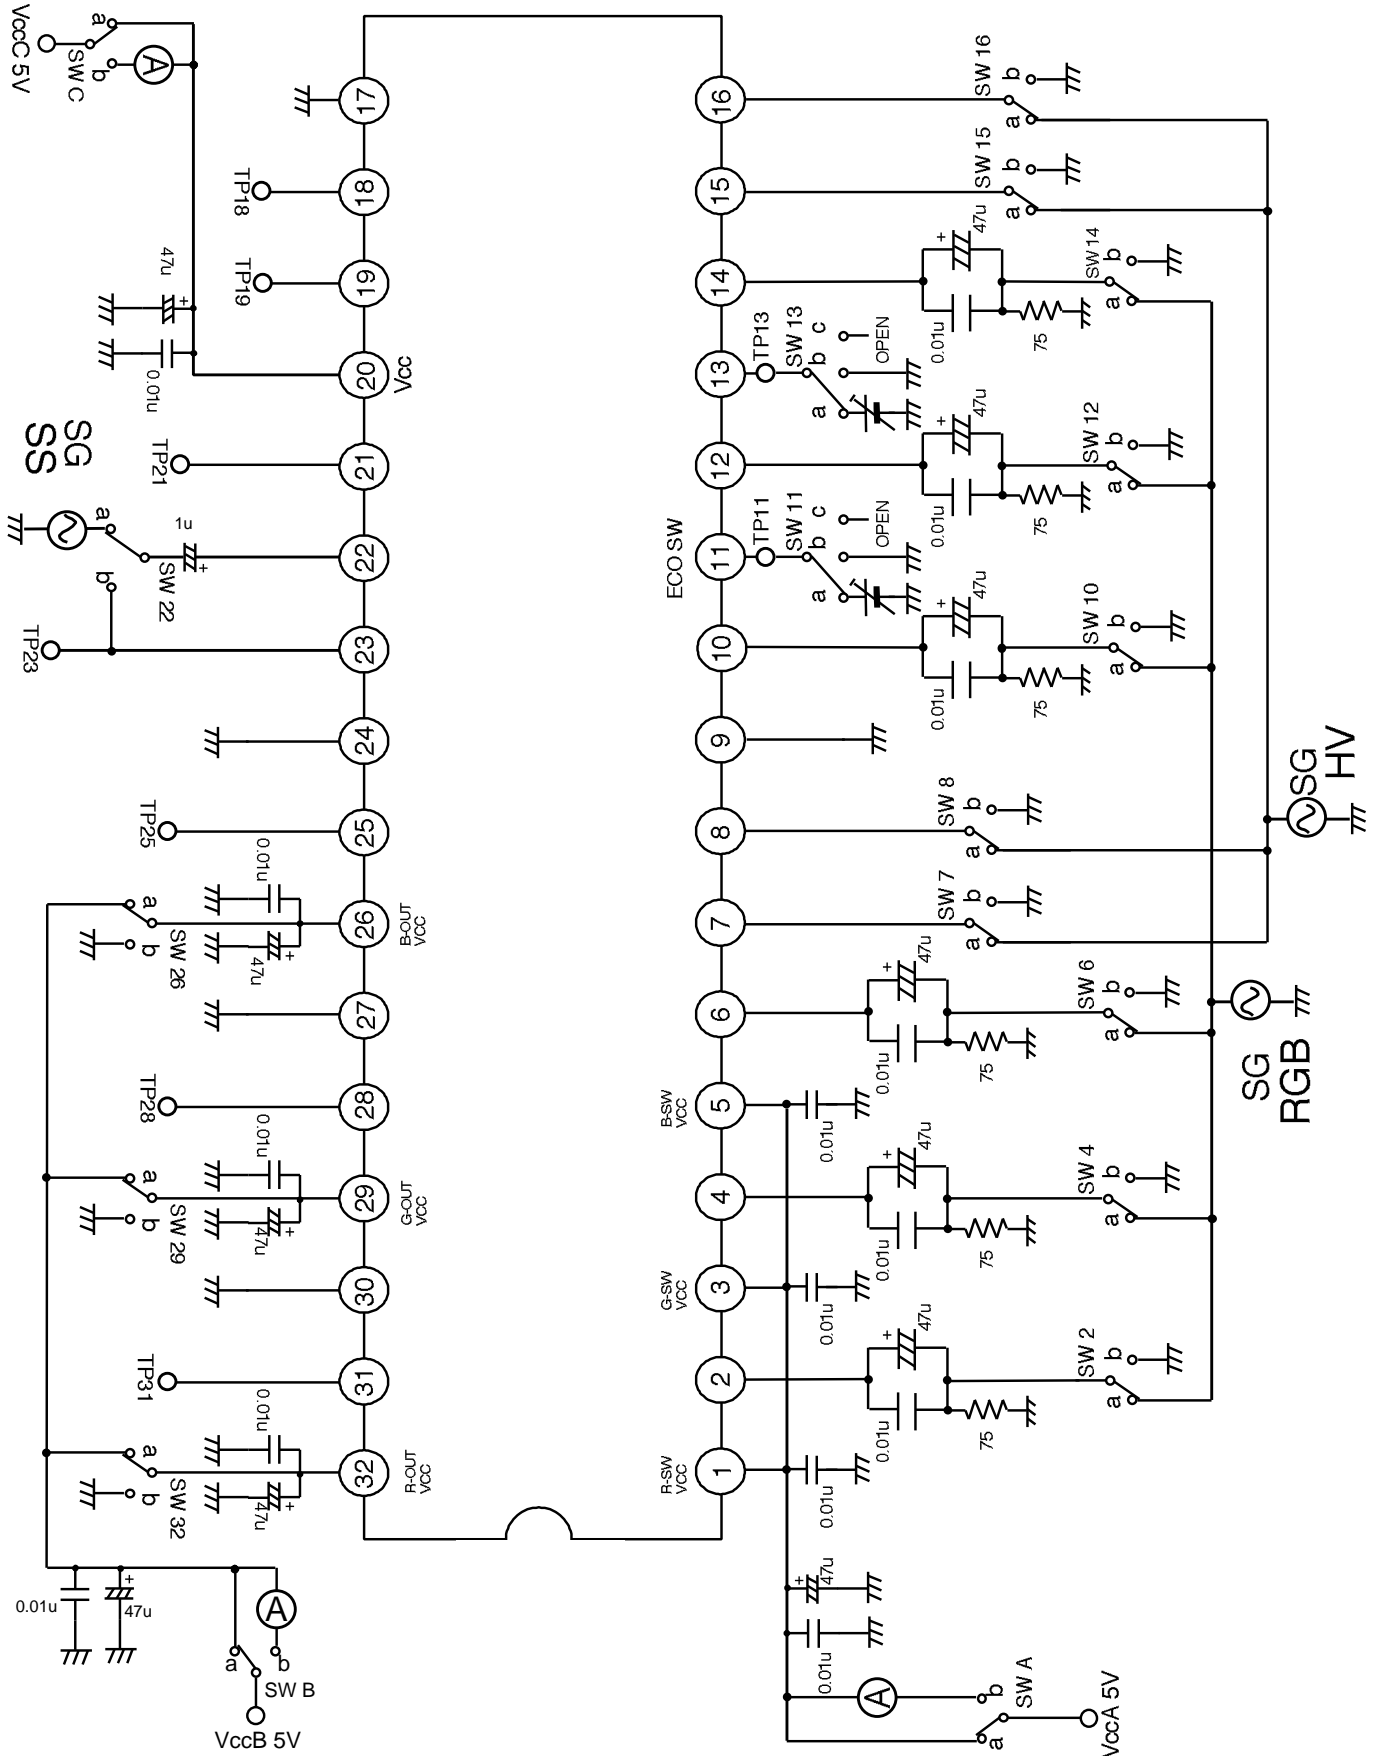 VccC 5V
SW C
a
b
A
17
18
TP18
19
TP19
20
Vcc
47u
+
0.01u
21
TP21
SG
SS
22
1u
+
SW 22
a
b
23
TP23
24
25
TP25
26
B-OUT
VCC
0.01u
47u
+
SW 26
a
b
27
28
TP28
29
G-OUT
VCC
0.01u
47u
+
SW 29
a
b
30
31
TP31
32
R-OUT
VCC
0.01u
47u
+
SW 32
a
b
0.01u
47u
+
A
a
b
SW B
VccB 5V
16
SW 16
b
a
15
SW 15
b
a
14
47u
+
0.01u
75
SW14
b
a
13
TP13
SW 13
c
b
a
OPEN
12
47u
+
0.01u
75
SW 12
b
a
ECO SW
11
TP11
SW 11
c
b
a
OPEN
10
47u
+
0.01u
75
SW 10
b
a
9
SG
HV
8
SW 8
b
a
7
SW 7
b
a
6
47u
+
0.01u
75
SW 6
b
a
SG
RGB
5
B-SW
VCC
0.01u
4
47u
+
0.01u
75
SW 4
b
a
3
G-SW
VCC
0.01u
2
47u
+
0.01u
75
SW 2
b
a
1
R-SW
VCC
0.01u
47u
+
0.01u
A
b
a
SW A
VccA 5V